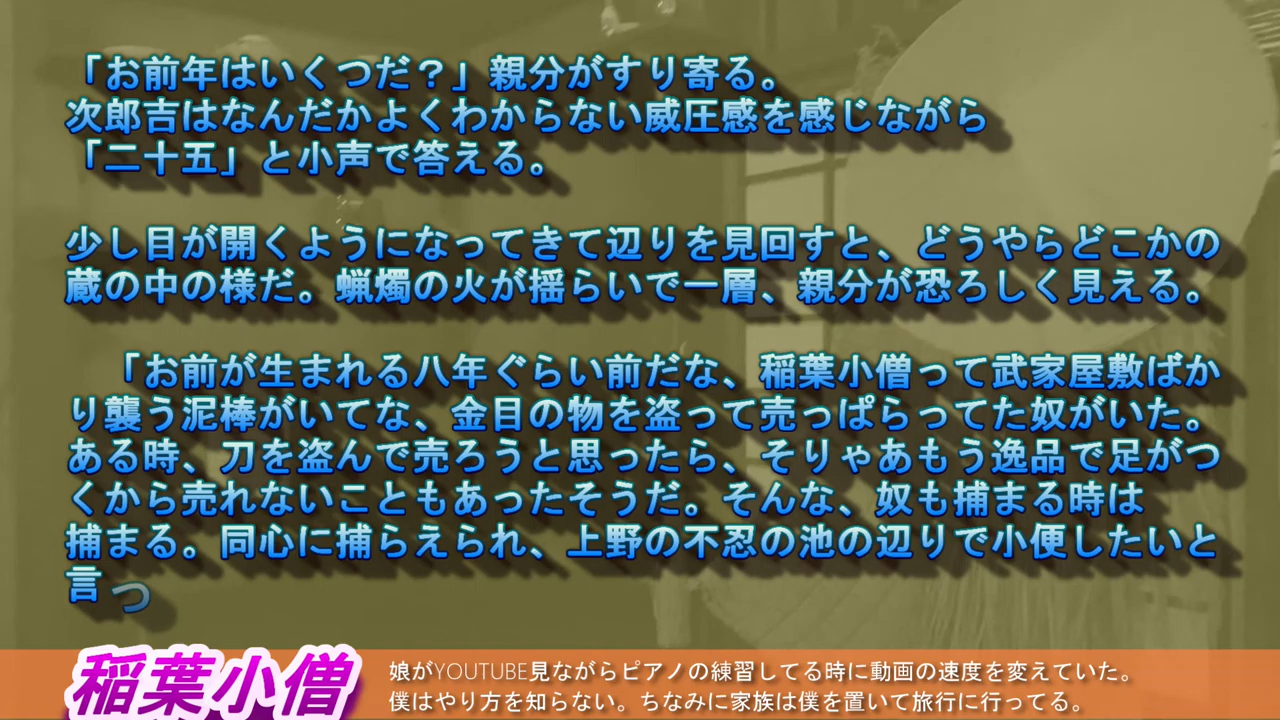 「お前年はいくつだ？」親分がすり寄る。
次郎吉はなんだかよくわからない威圧感を感じながら
「二十五」と小声で答える。
少し目が開くようになってきて辺りを見回すと、どうやらどこかの
蔵の中の様だ。蝋燭の火が揺らいで一層、親分が恐ろしく見える。
「お前が生まれる八年ぐらい前だな、稲葉小僧って武家屋敷ばか
り襲う泥棒がいてな、金目の物を盗って売っぱらってた奴がいた。
ある時、刀を盗んで売ろうと思ったら、そりゃあもう逸品で足がつ
くから売れないこともあったそうだ。そんな、奴も捕まる時は
捕まる。同心に捕らえられ、上野の不忍の池の辺りで小便したいと
言っ
稲葉小僧
娘がYOUTUBE見ながらピアノの練習してる時に動画の速度を変えていた。
僕はやり方を知らない。ちなみに家族は僕を置いて旅行に行ってる。